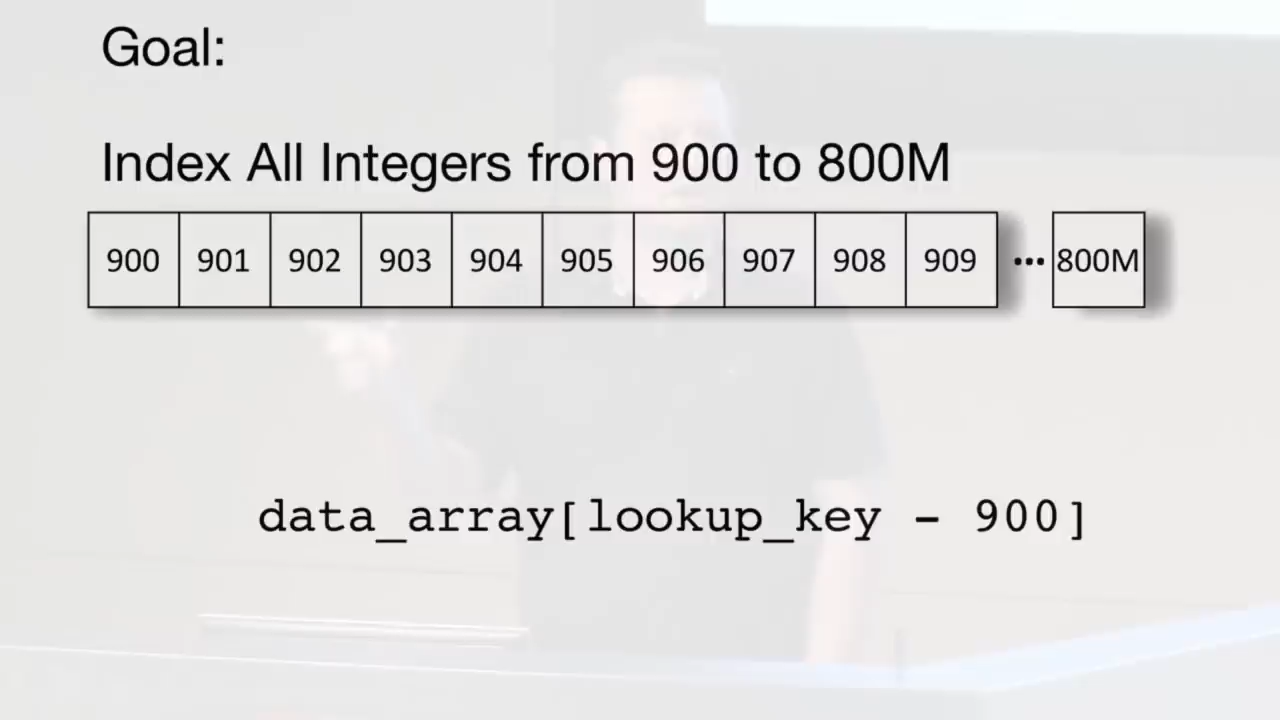 Goal:
Index All Integers from 900 to 800M
900 901 902 903 904 905 906 907 908 909 ... 800M
data_array[lookup_key - 900]